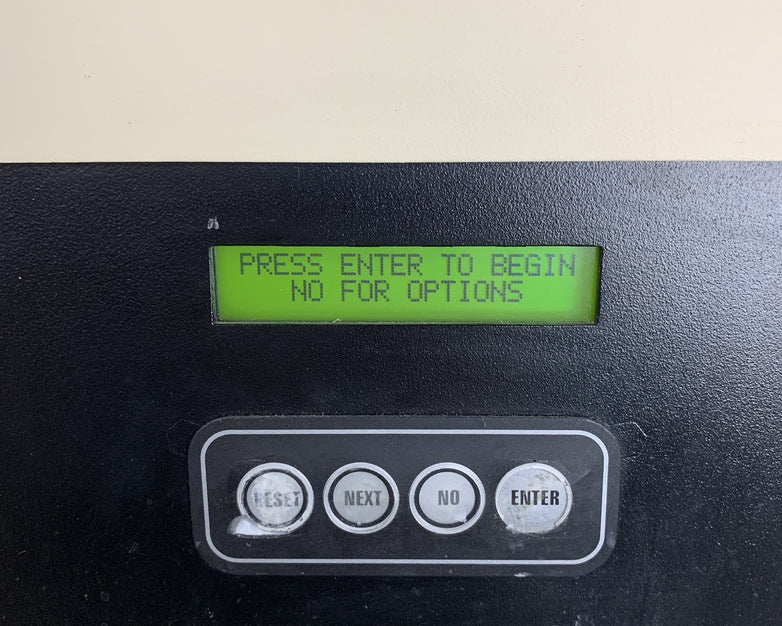 PRESS ENTER TO BEGIN
NO FOR OPTIONS
RESET NEXT NO ENTER